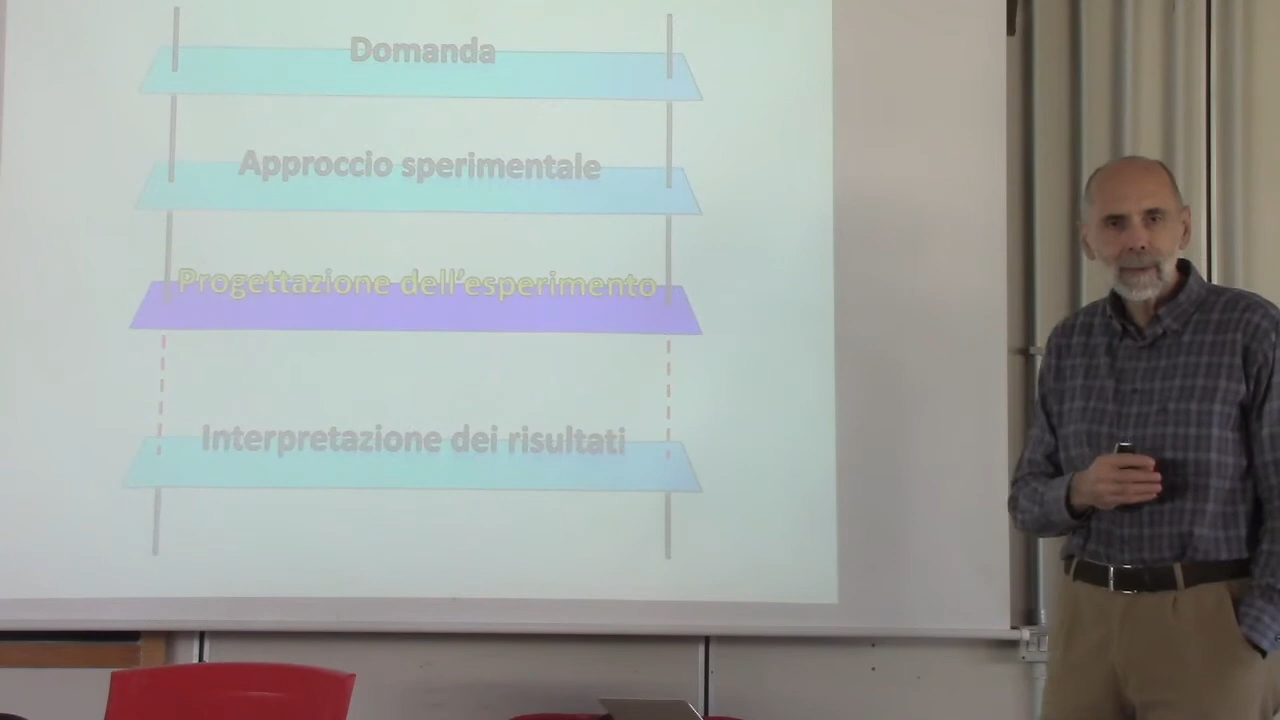 Domanda
Approccio sperimentale
Progettazione dell'esperimento
Interpretazione dei risultati